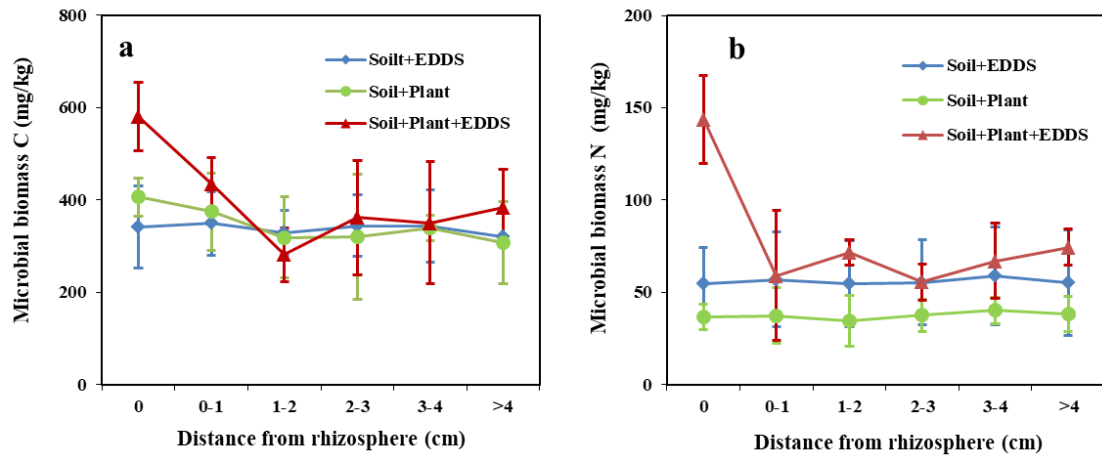 a
Microbial biomass C (mg/kg)
800
600
400
200
0
Soilt+EDDS
Soil+Plant
Soil+Plant+EDDS
0 0-1 1-2 2-3 3-4 >4
Distance from rhizosphere (cm)
b
Microbial biomass N (mg/kg)
200
150
100
50
0
Soil+EDDS
Soil+Plant
Soil+Plant+EDDS
0 0-1 1-2 2-3 3-4 >4
Distance from rhizosphere (cm)